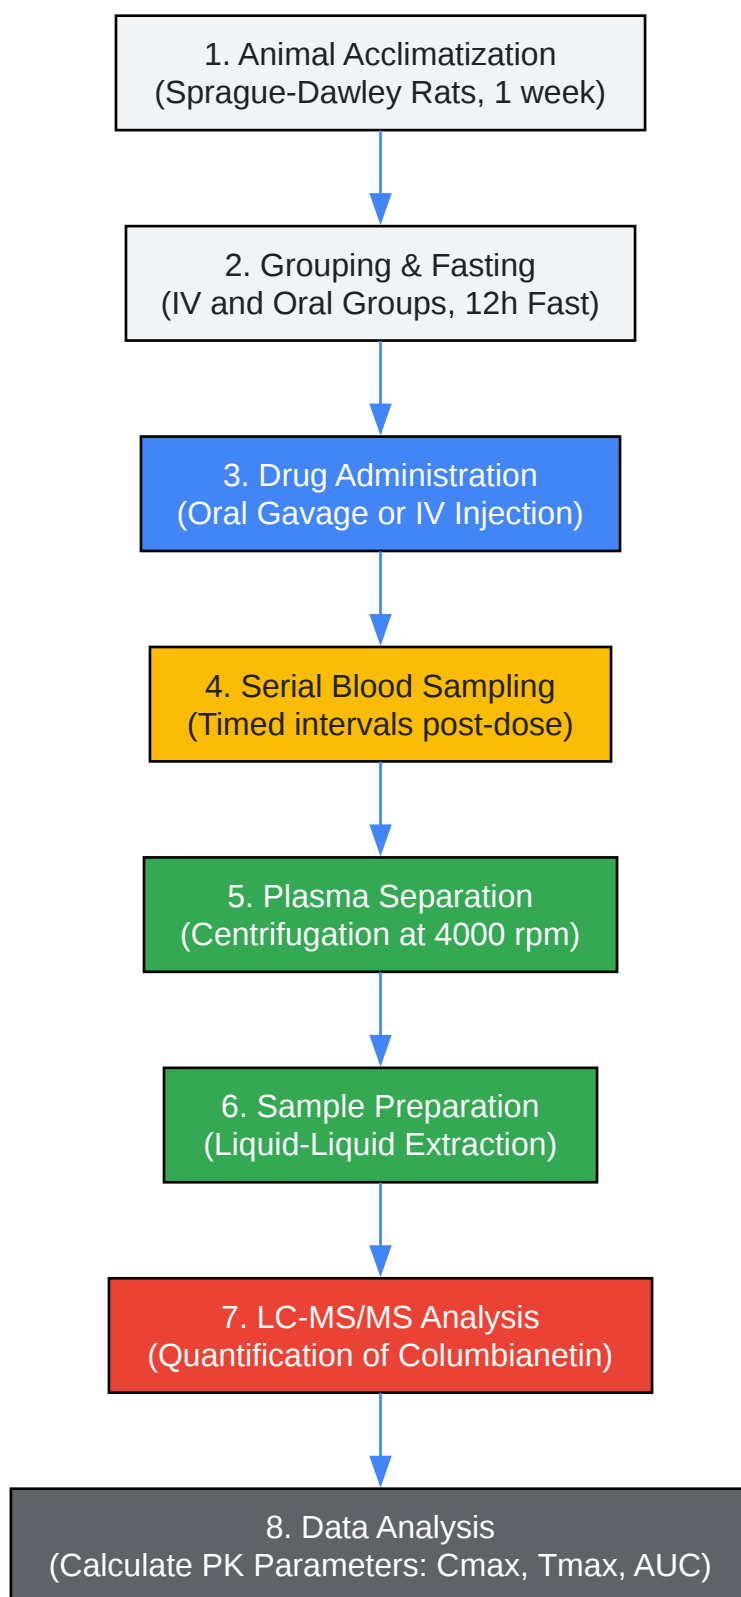 1. Animal Acclimatization
(Sprague-Dawley Rats, 1 week)
2. Grouping & Fasting
(IV and Oral Groups, 12h Fast)
3. Drug Administration
(Oral Gavage or IV Injection)
4. Serial Blood Sampling
(Timed intervals post-dose)
5. Plasma Separation
(Centrifugation at 4000 rpm)
6. Sample Preparation
(Liquid-Liquid Extraction)
7. LC-MS/MS Analysis
(Quantification of Columbianetin)
8. Data Analysis
(Calculate PK Parameters: Cmax, Tmax, AUC)